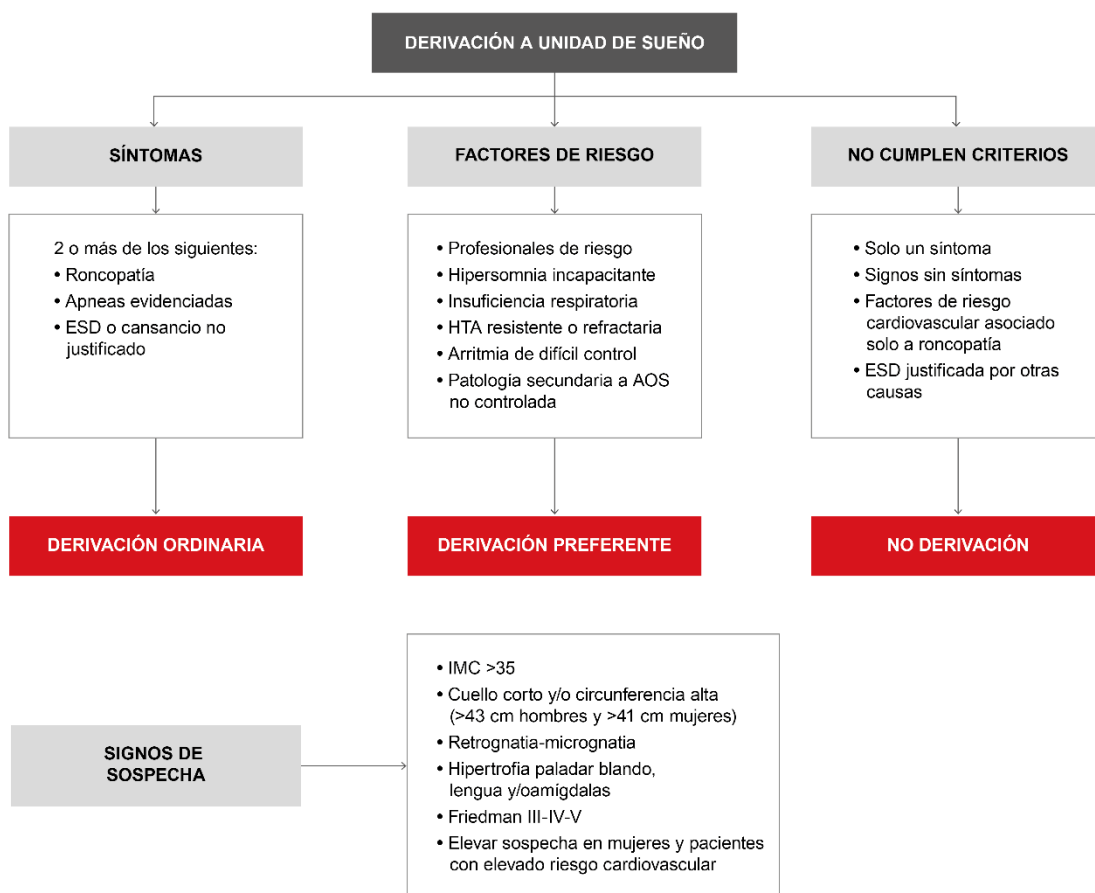 DERIVACIÓN A UNIDAD DE SUEÑO
SÍNTOMAS
2 o más de los siguientes:
• Roncopatía
• Apneas evidenciadas
• ESD o cansancio no
justificado
DERIVACIÓN ORDINARIA
FACTORES DE RIESGO
• Profesionales de riesgo
• Hipersomnia incapacitante
• Insuficiencia respiratoria
• HTA resistente o refractaria
• Arritmia de difícil control
• Patología secundaria a AOS
no controlada
DERIVACIÓN PREFERENTE
NO CUMPLEN CRITERIOS
• Solo un síntoma
• Signos sin síntomas
• Factores de riesgo
cardiovascular asociado
solo a roncopatía
• ESD justificada por otras
causas
NO DERIVACIÓN
SIGNOS DE
SOSPECHA
• IMC >35
• Cuello corto y/o circunferencia alta
(>43 cm hombres y >41 cm mujeres)
• Retrognatia-micrognatia
• Hipertrofia paladar blando,
lengua y/oamígdalas
• Friedman III-IV-V
• Elevar sospecha en mujeres y pacientes
con elevado riesgo cardiovascular